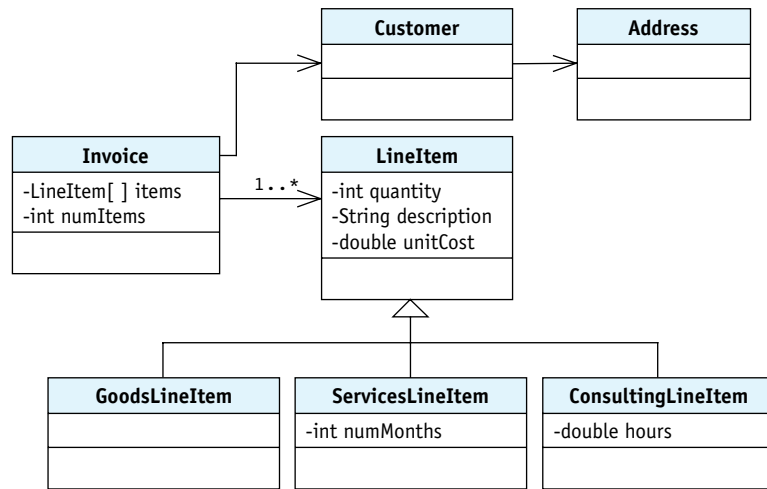 Customer
Address
Invoice
-LineItem[ ] items
-int numItems
1..*
LineItem
-int quantity
-String description
-double unitCost
GoodsLineItem
ServicesLineItem
-int numMonths
ConsultingLineItem
-double hours